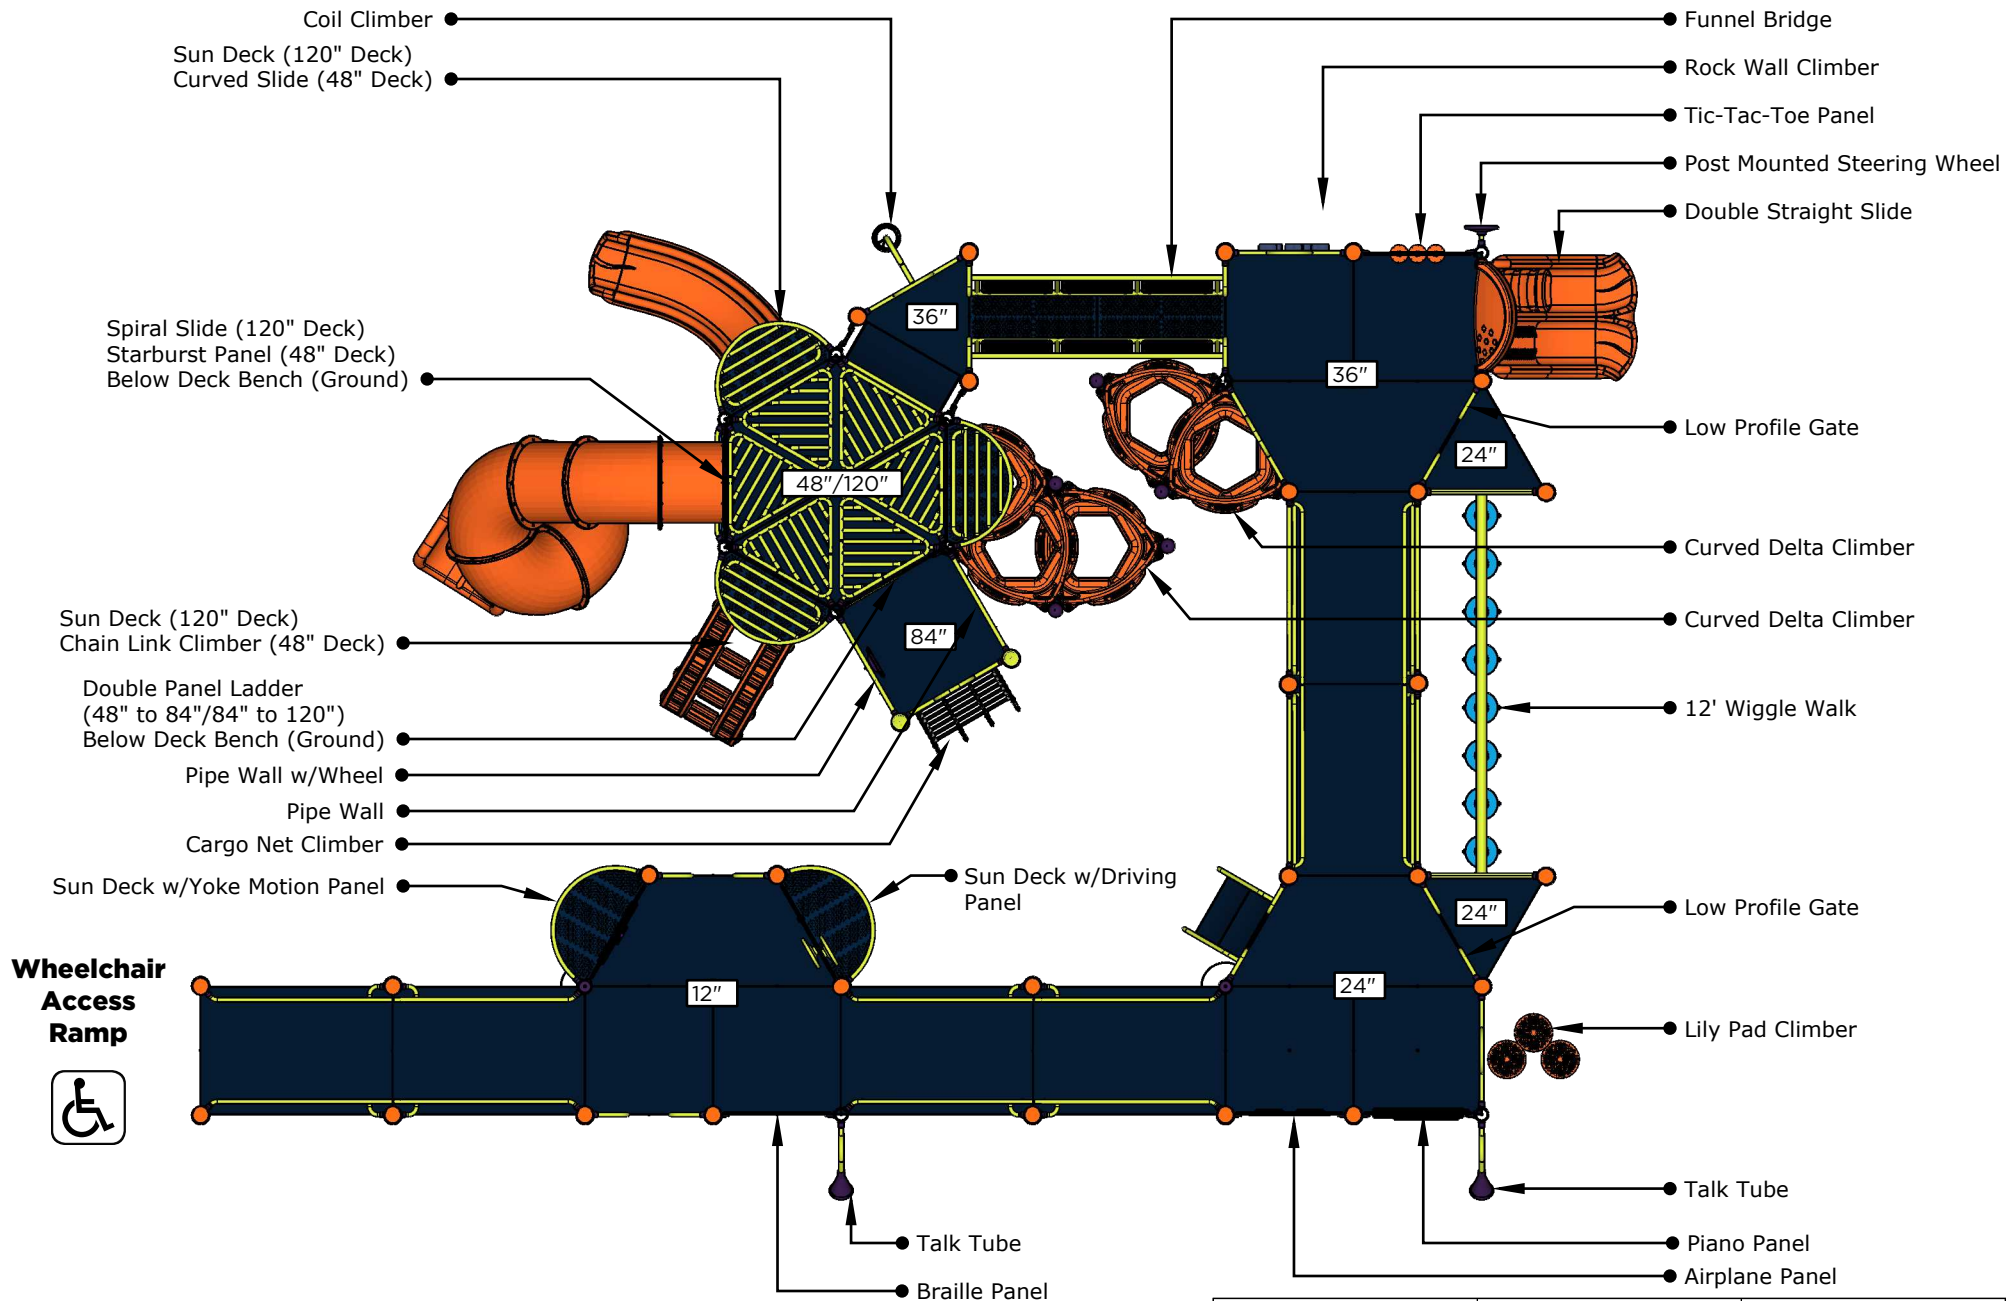 Coil Climber
Sun Deck (120" Deck)
Curved Slide (48" Deck)
Funnel Bridge
Rock Wall Climber
Tic-Tac-Toe Panel
Post Mounted Steering Wheel
Double Straight Slide
Spiral Slide (120" Deck)
Starburst Panel (48" Deck)
Below Deck Bench (Ground)
36"
36"
Low Profile Gate
24"
48"/120"
Curved Delta Climber
Sun Deck (120" Deck)
Chain Link Climber (48" Deck)
Curved Delta Climber
84"
Double Panel Ladder
(48" to 84"/84" to 120")
Below Deck Bench (Ground)
12' Wiggle Walk
Pipe Wall w/Wheel
Pipe Wall
Cargo Net Climber
Sun Deck w/Yoke Motion Panel
Sun Deck w/Driving
Panel
24"
Low Profile Gate
Wheelchair
Access
Ramp
12"
24"
Lily Pad Climber
Talk Tube
Talk Tube
Piano Panel
Airplane Panel
Braille Panel